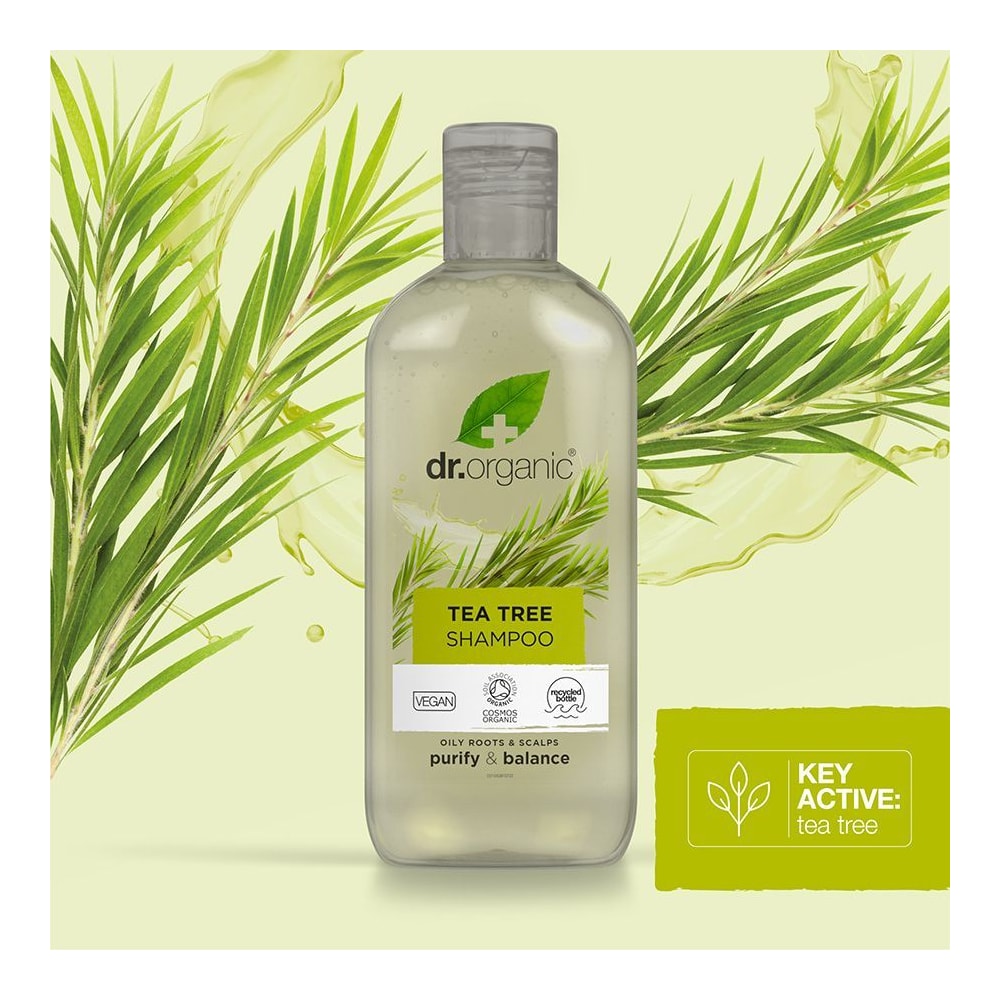 dr.organic®
TEA TREE
SHAMPOO
VEGAN
SOIL ASSOCIATION
ORGANIC
COSMOS
ORGANIC
recycled
bottle
OILY ROOTS & SCALPS
purify & balance
KEY
ACTIVE:
tea tree